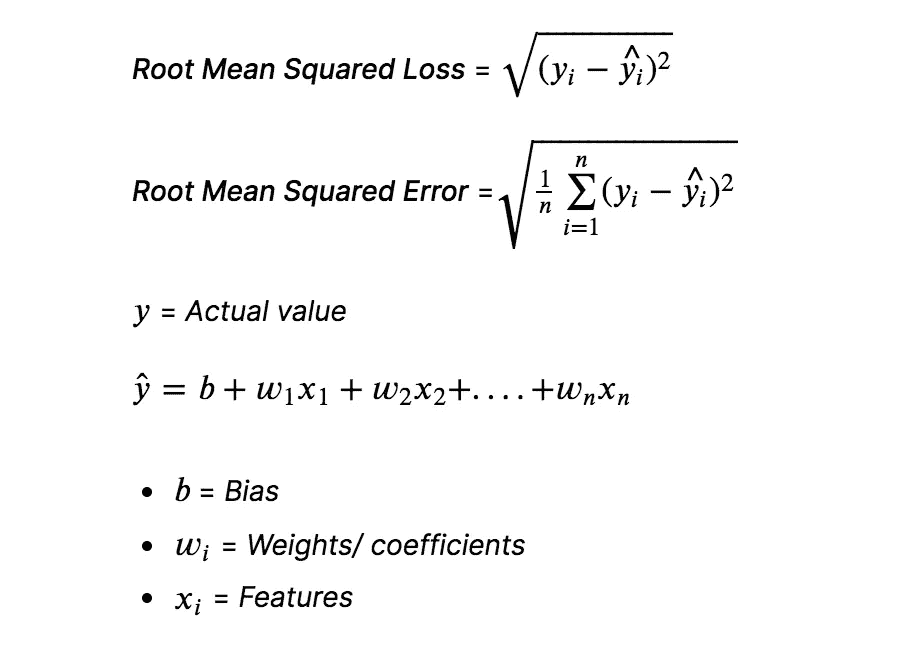 Root Mean Squared Loss = √(yᵢ − ŷᵢ)²
Root Mean Squared Error = √(1/n ∑ᵢ₌₁ⁿ (yᵢ − ŷᵢ)²)
y = Actual value
ŷ = b + w₁x₁ + w₂x₂+....+wₙxₙ
• b = Bias
• wᵢ = Weights/ coefficients
• xᵢ = Features